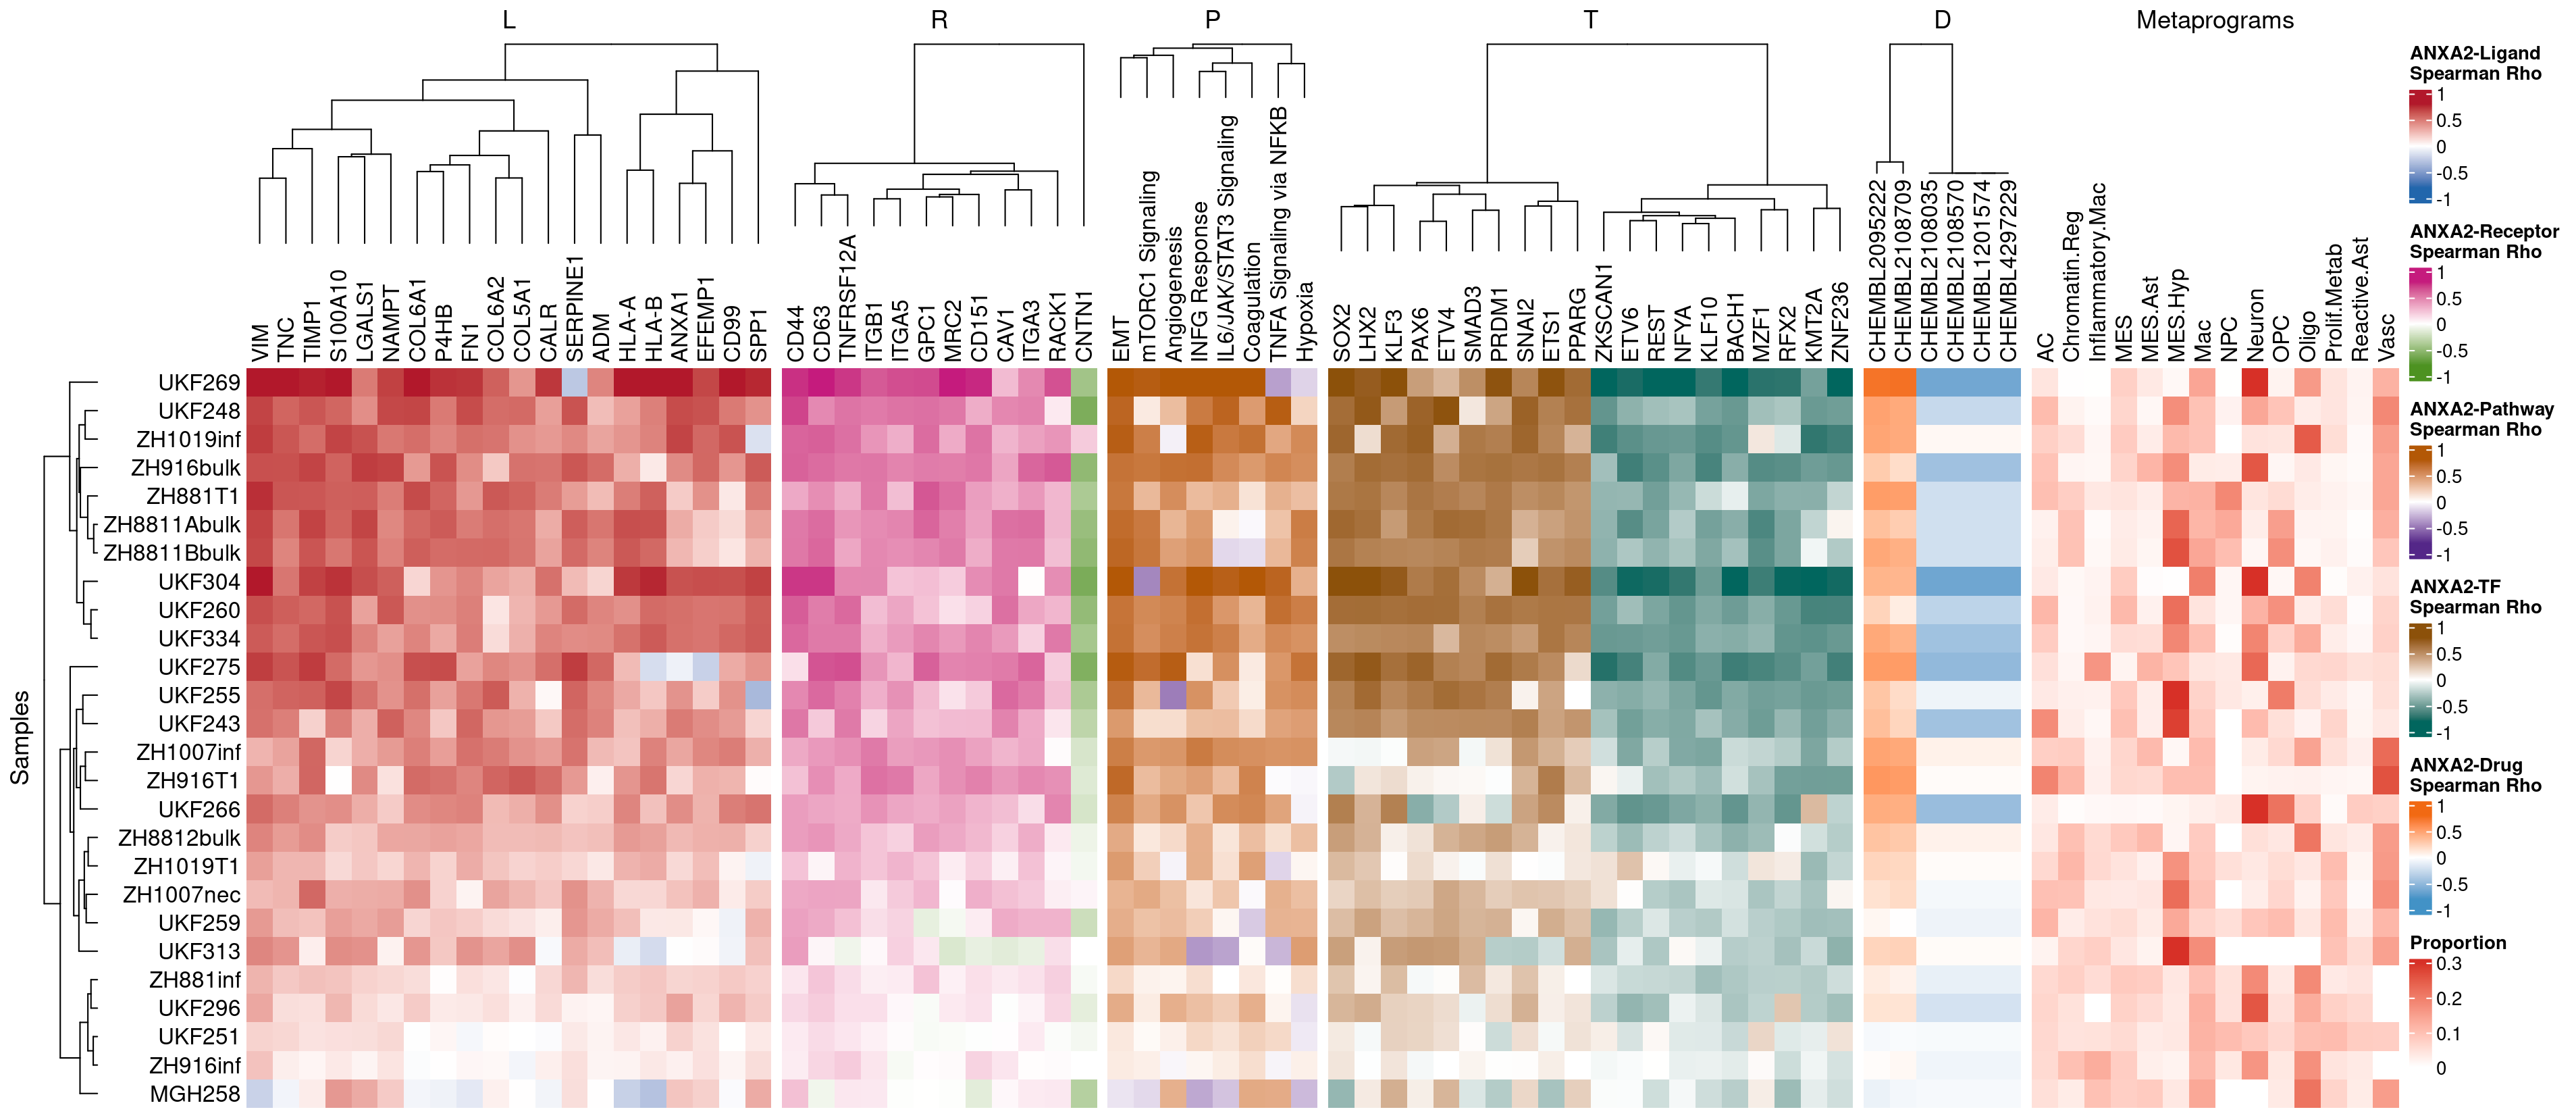 L R P T D Metaprograms
VIM
TNC
TIMP1
S100A10
LGALS1
NAMPT
COL6A1
P4HB
FN1
COL6A2
COL5A1
CALR
SERPINE1
ADM
HLA-A
HLA-B
ANXA1
EFEMP1
CD99
SPP1
CD44
CD63
TNFRSF12A
ITGB1
ITGA5
GPC1
MRC2
CD151
CAV1
ITGA3
RACK1
CNTN1
EMT
mTORC1 Signaling
Angiogenesis
INFG Response
IL6/JAK/STAT3 Signaling
Coagulation
TNFA Signaling via NFKB
Hypoxia
SOX2
LHX2
KLF3
PAX6
ETV4
SMAD3
PRDM1
SNAI2
ETS1
PPARG
ZKSCAN1
ETV6
REST
NFYA
KLF10
BACH1
MZF1
RFX2
KMT2A
ZNF236
CHEMBL2095222
CHEMBL2108709
CHEMBL2108035
CHEMBL2108570
CHEMBL1201574
CHEMBL4297229
AC
Chromatin.Reg
Inflammatory.Mac
MES
MES.Ast
MES.Hyp
Mac
NPC
Neuron
OPC
Oligo
Prolif.Metab
Reactive.Ast
Vasc
Samples
UKF269
UKF248
ZH1019inf
ZH916bulk
ZH881T1
ZH8811Abulk
ZH8811Bbulk
UKF304
UKF260
UKF334
UKF275
UKF255
UKF243
ZH1007inf
ZH916T1
UKF266
ZH8812bulk
ZH1019T1
ZH1007nec
UKF259
UKF313
ZH881inf
UKF296
UKF251
ZH916inf
MGH258
ANXA2-Ligand
Spearman Rho
1
0.5
0
-0.5
-1
ANXA2-Receptor
Spearman Rho
1
0.5
0
-0.5
-1
ANXA2-Pathway
Spearman Rho
1
0.5
0
-0.5
-1
ANXA2-TF
Spearman Rho
1
0.5
0
-0.5
-1
ANXA2-Drug
Spearman Rho
1
0.5
0
-0.5
-1
Proportion
0.3
0.2
0.1
0